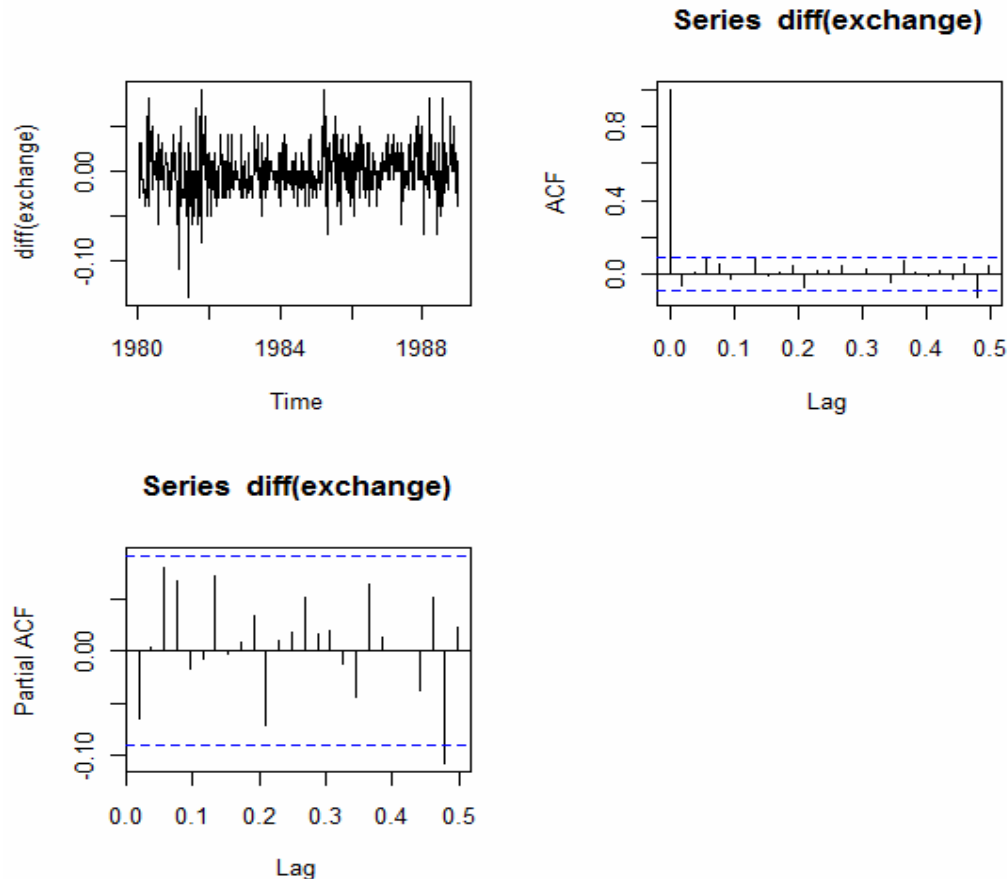 Series diff(exchange)
diff(exchange)
0.00
-0.10
1980 1984 1988
Time
ACF
0.8
0.4
0.0
0.0 0.1 0.2 0.3 0.4 0.5
Lag
Series diff(exchange)
Partial ACF
0.00
-0.10
0.0 0.1 0.2 0.3 0.4 0.5
Lag